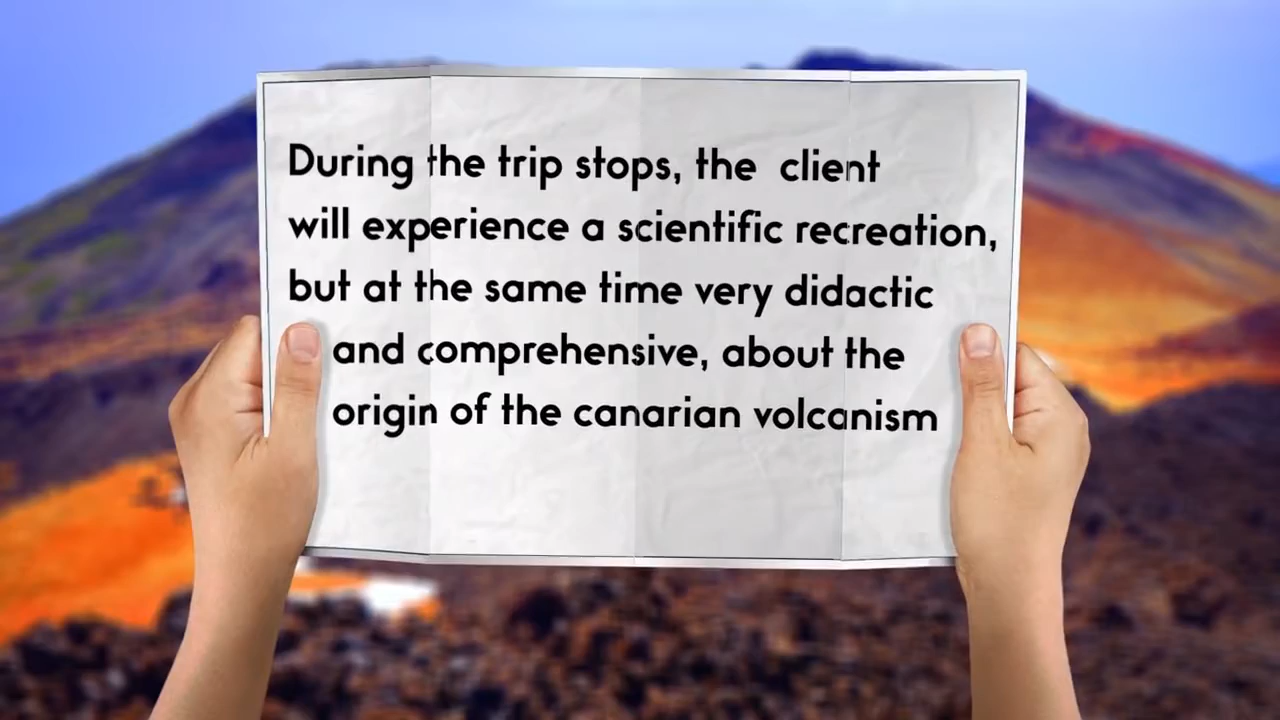 During the trip stops, the client
will experience a scientific recreation,
but at the same time very didactic
and comprehensive, about the
origin of the canarian volcanism